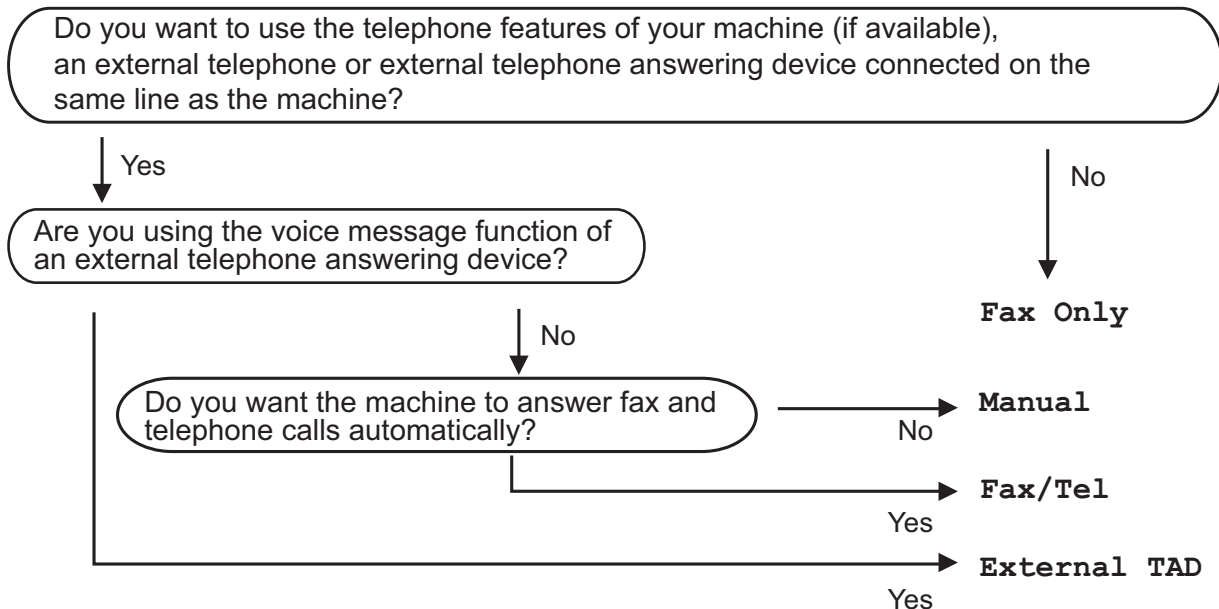 Do you want to use the telephone features of your machine (if available),
an external telephone or external telephone answering device connected on the
same line as the machine?
Yes
No
Are you using the voice message function of
an external telephone answering device?
Fax Only
No
Do you want the machine to answer fax and
telephone calls automatically?
Manual
No
Fax/Tel
Yes
External TAD
Yes